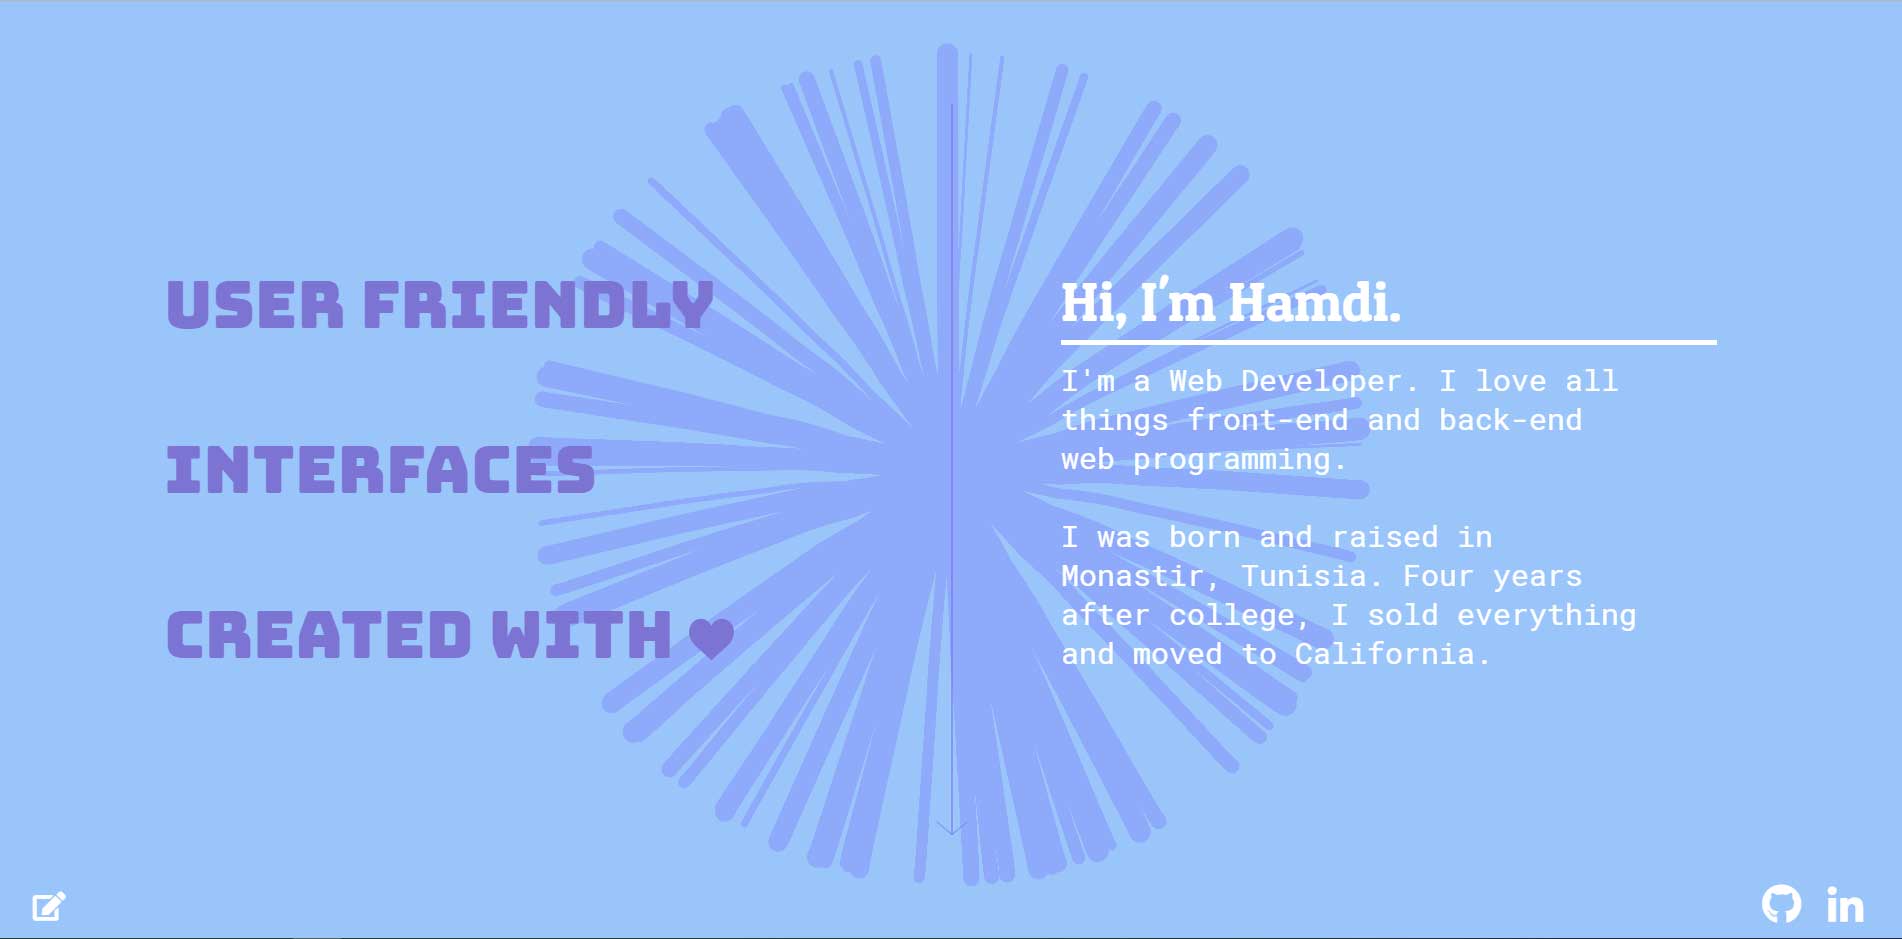 USER FRIENDLY
INTERFACES
CREATED WITH
Hi, I'm Hamdi.
I'm a Web Developer. I love all
things front-end and back-end
web programming.
I was born and raised in
Monastir, Tunisia. Four years
after college, I sold everything
and moved to California.
in